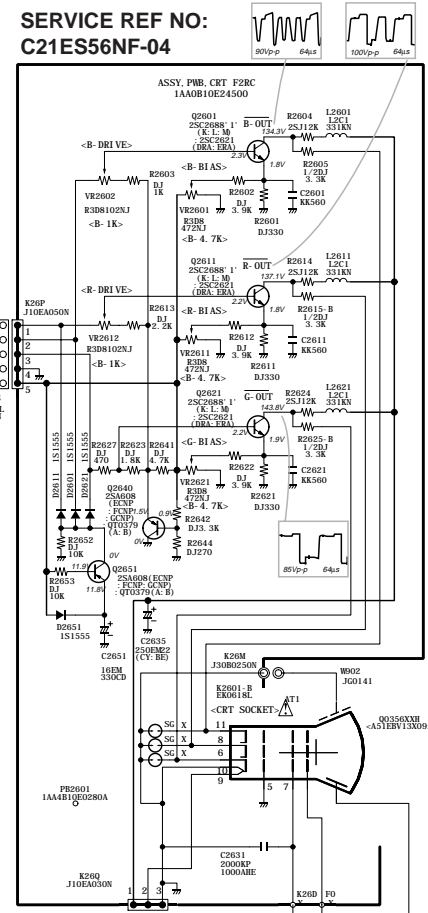 SERVICE REF NO:
C21ES56NF-04
90Vp-p 64μs
100Vp-p 64μs
ASSY, PWB, CRT F2RC
1AA0B10E24500
Q2601
2SC2688'1'
(K: L: M)
: 2SC2621
(DRA: ERA)
B-OUT
134.3V
2.3V
1.8V
R2604
2SJ12K
L2601
L2C1
331KN
R2605
1/2DJ
3.3K
<B-DRIVE>
<B-BIAS>
R2603
DJ
1K
VR2602
R3D8102NJ
<B-1K>
VR2601
R3D8
472NJ
<B-4.7K>
R2602
DJ
3.9K
R2601
DJ330
C2601
KK560
Q2611
2SC2688'1'
(K: L: M)
: 2SC2621
(DRA: ERA)
R-OUT
137.1V
2.2V
1.8V
R2614
2SJ12K
L2611
L2C1
331KN
R2615-B
1/2DJ
3.3K
K26P
J10EA050N
1
2
3
4
5
<R-DRIVE>
<R-BIAS>
R2613
DJ
2.2K
VR2612
R3D8102NJ
<B-1K>
VR2611
R3D8
472NJ
<B-4.7K>
R2612
DJ
3.9K
R2611
DJ330
C2611
KK560
Q2621
2SC2688'1'
(K: L: M)
: 2SC2621
(DRA: ERA)
G-OUT
143.8V
2.2V
1.9V
R2624
2SJ12K
L2621
L2C1
331KN
R2625-B
1/2DJ
3.3K
<G-BIAS>
D2611 1S1555
D2601 1S1555
D2621 1S1555
R2627
DJ
470
R2623
DJ
1.8K
R2641
DJ
4.7K
VR2621
R3D8
472NJ
<B-4.7K>
R2622
DJ
3.9K
R2621
DJ330
C2621
KK560
Q2640
2SA608
(ECNP
: FCNP
: GCNP)
: QT0379
(A: B)
1.5V
0.9V
0V
R2642
DJ3.3K
R2644
DJ270
R2652
DJ
10K
0V
11.9V
11.8V
R2653
DJ
10K
Q2651
2SA608(ECNP
: FCNP: GCNP)
: QT0379(A: B)
85Vp-p 64μs
D2651
1S1555
C2651
16EM
330CD
C2635
250EM22
(CY: BE)
K26M
J30B0250N
W902
JG0141
K2601-B
EK0618L
<CRT SOCKET>
AT1
Q0356XXH
<A51EBV13X09
SG X
SG X
SG X
11
8
6
10
9
5 7
PB2601
1AA4B10E0280A
C2631
2000KP
1000AHE
K26Q
J10EA030N
1 2 3
K26D
X
F0
X